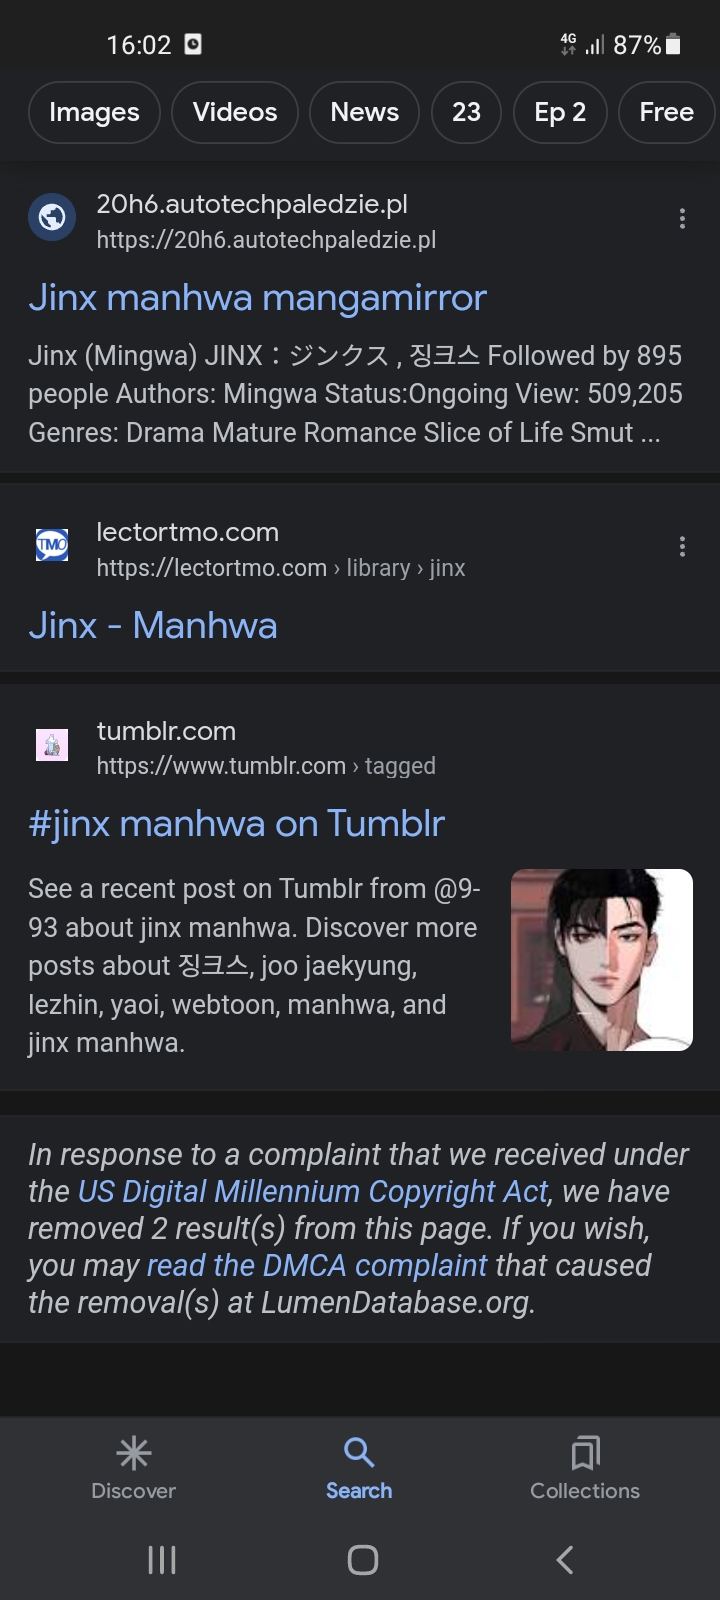 16:02 4G 87%
Images Videos News 23 Ep 2 Free
20h6.autotechpaledzie.pl
https://20h6.autotechpaledzie.pl
Jinx manhwa mangamirror
Jinx (Mingwa) JINX：ジンクス , 징크스 Followed by 895
people Authors: Mingwa Status:Ongoing View: 509,205
Genres: Drama Mature Romance Slice of Life Smut ...
TMO
lectortmo.com
https://lectortmo.com › library › jinx
Jinx - Manhwa
tumblr.com
https://www.tumblr.com › tagged
#jinx manhwa on Tumblr
See a recent post on Tumblr from @9-
93 about jinx manhwa. Discover more
posts about 징크스, joo jaekyung,
lezhin, yaoi, webtoon, manhwa, and
jinx manhwa.
In response to a complaint that we received under
the US Digital Millennium Copyright Act, we have
removed 2 result(s) from this page. If you wish,
you may read the DMCA complaint that caused
the removal(s) at LumenDatabase.org.
Discover Search Collections